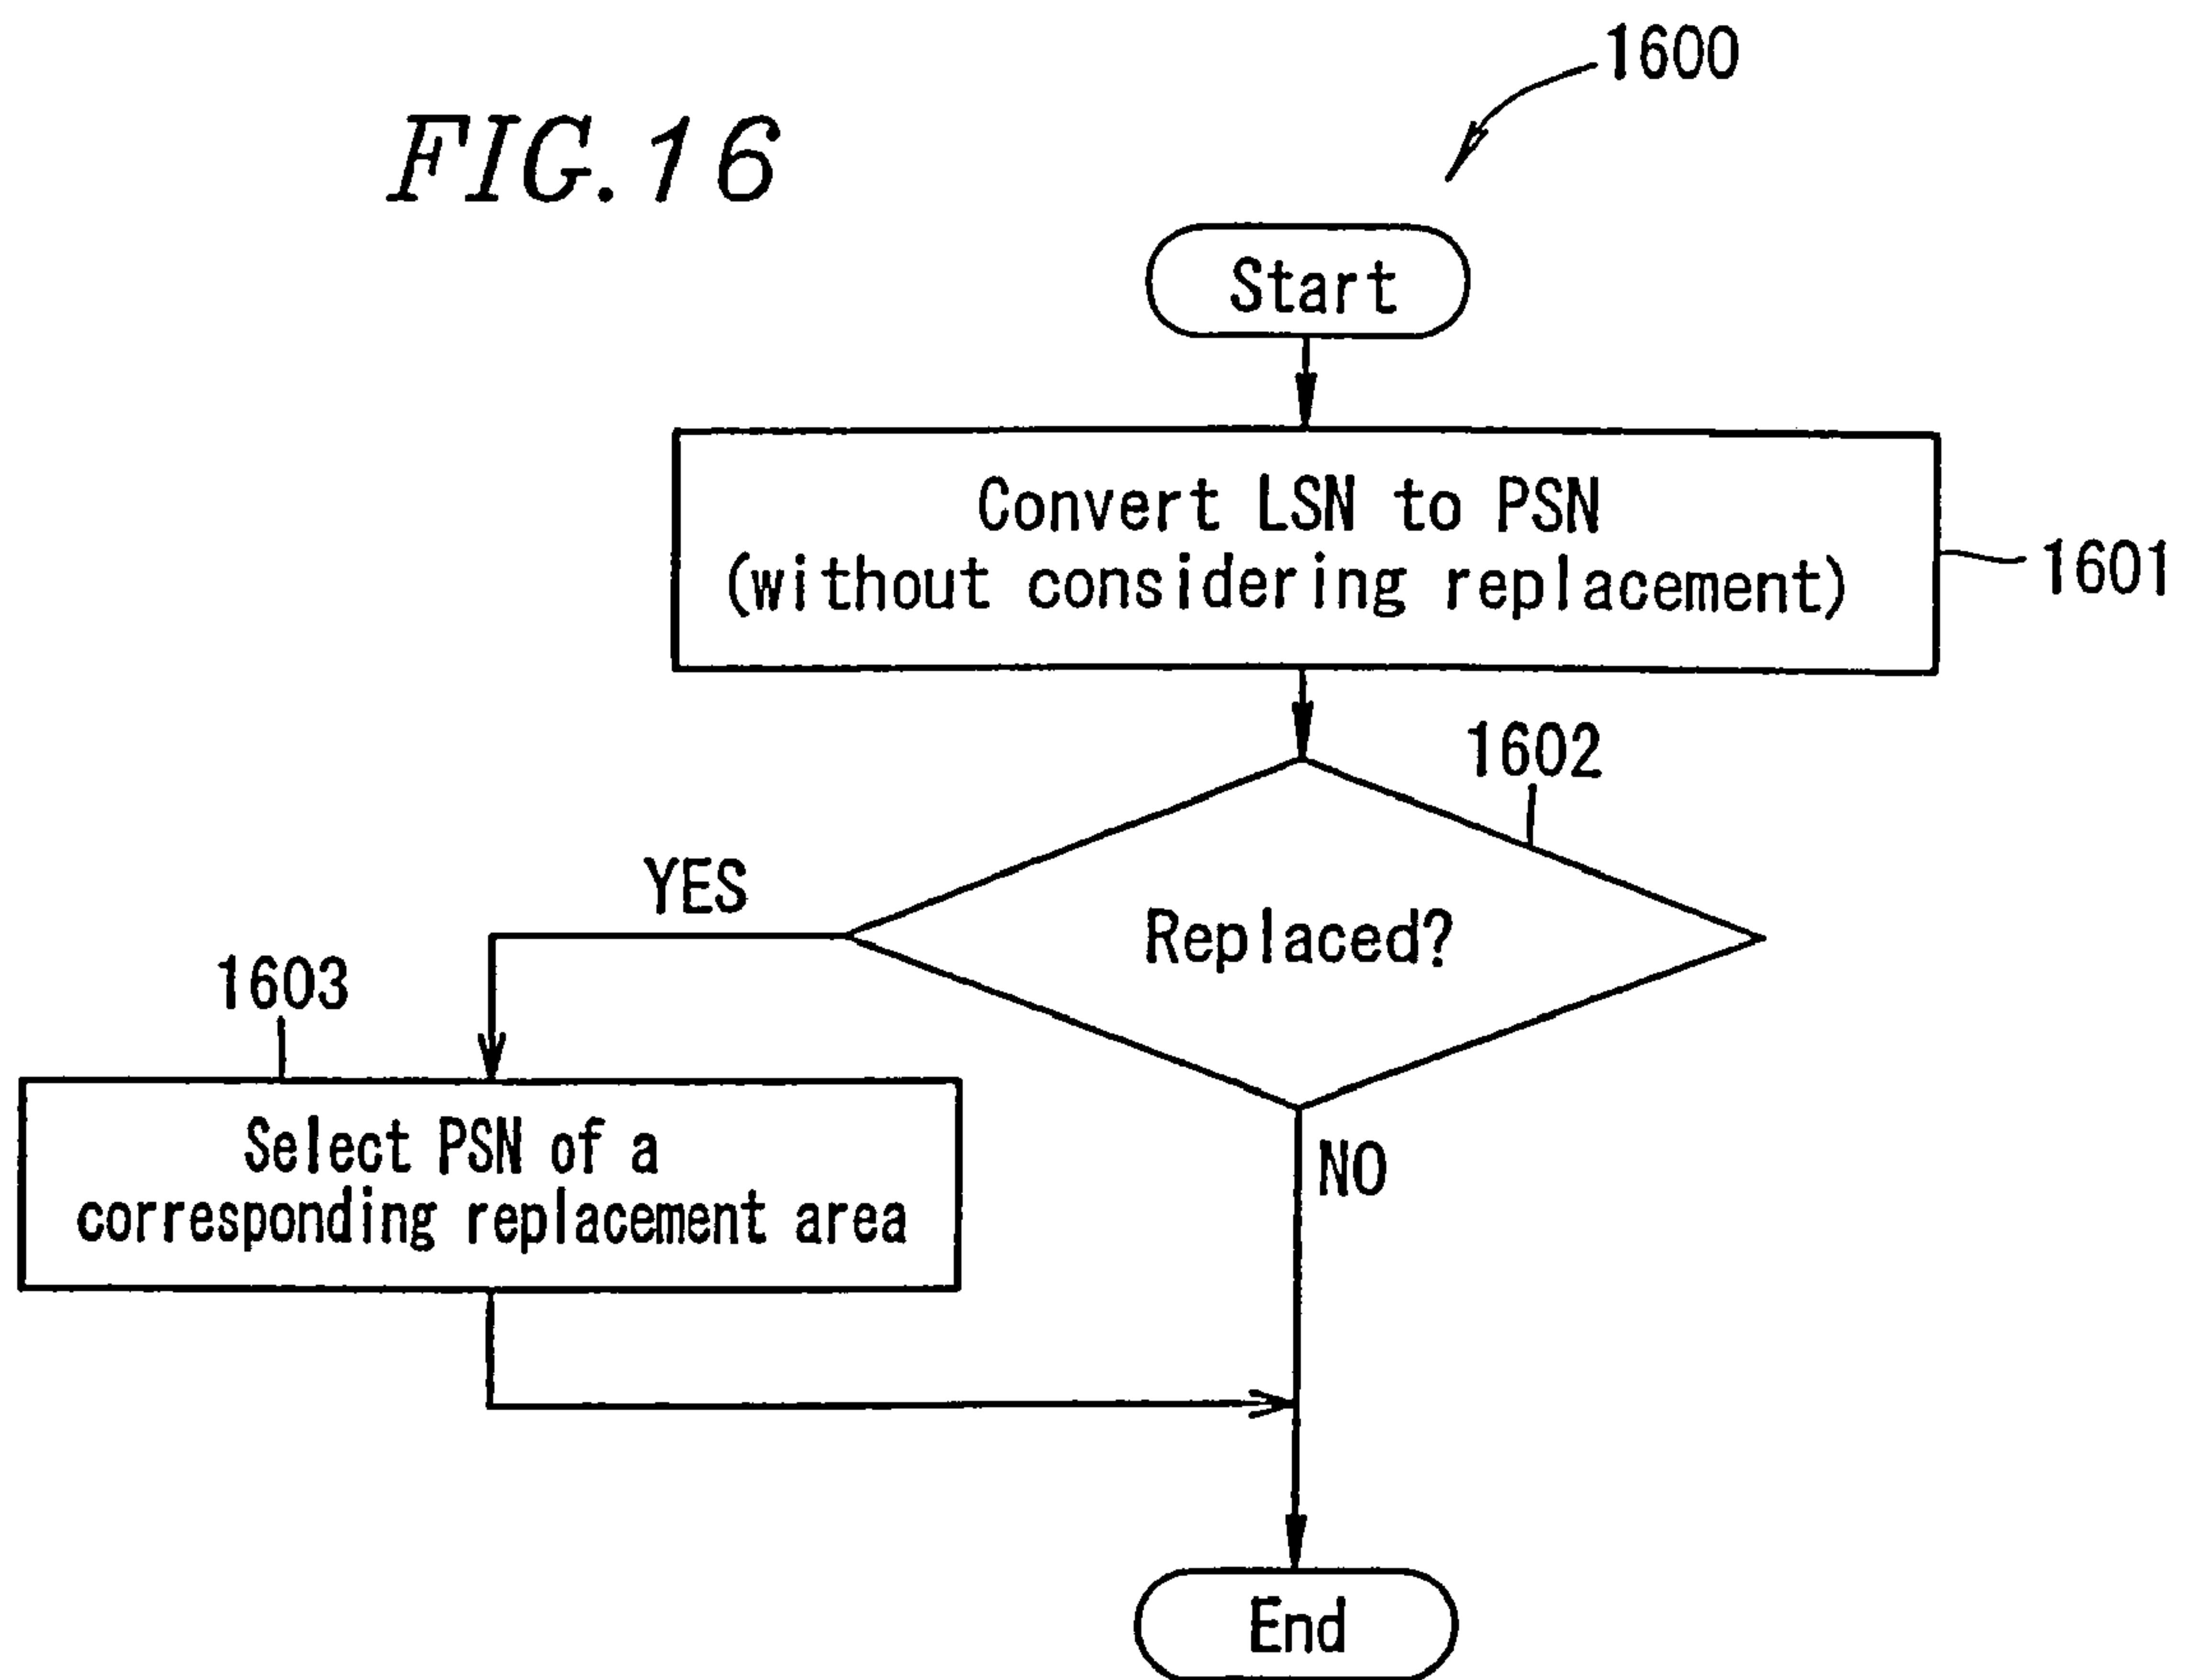 FIG.16
1600
Start
Convert LSN to PSN
(without considering replacement)
1601
1602
Replaced?
YES
NO
1603
Select PSN of a
corresponding replacement area
End